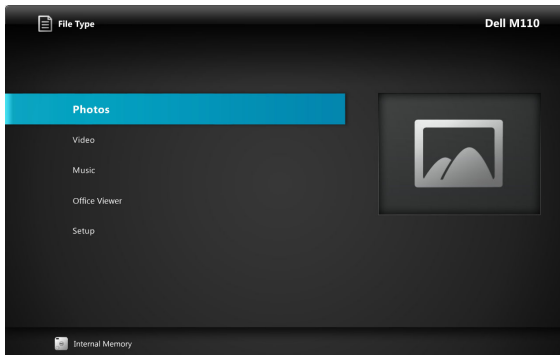 File Type
Dell M110
Photos
Video
Music
Office Viewer
Setup
Internal Memory